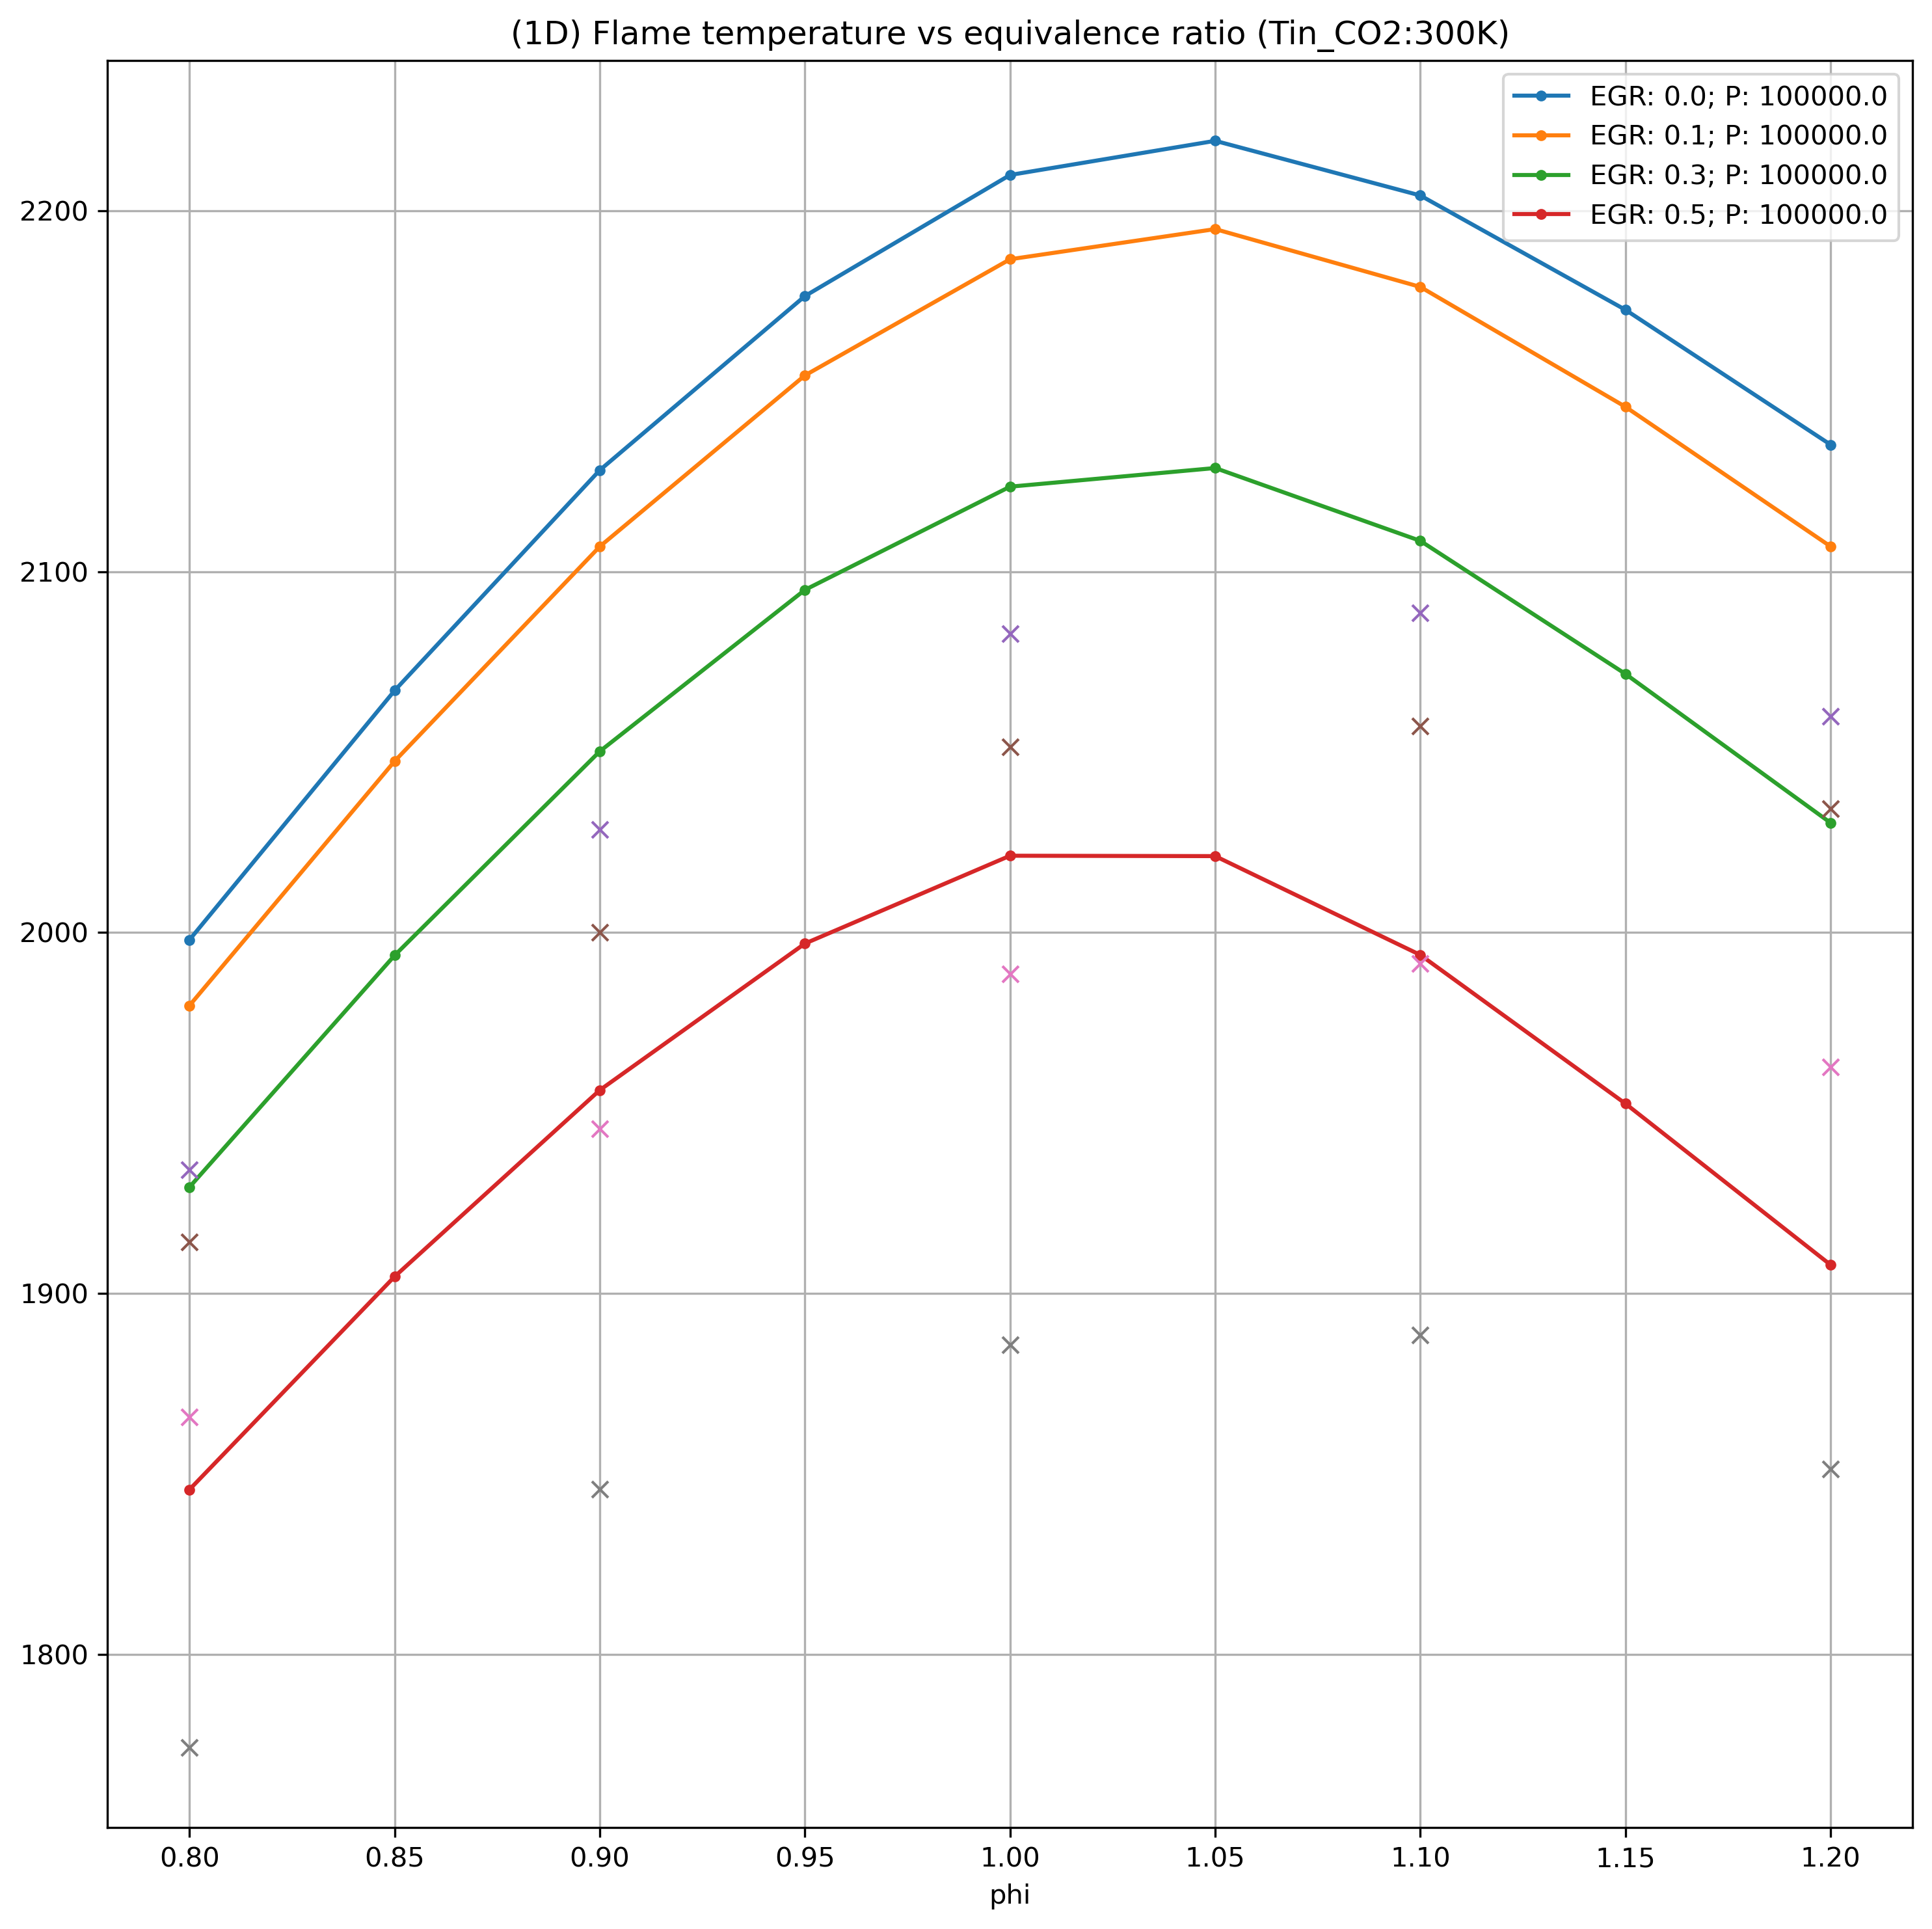 (1D) Flame temperature vs equivalence ratio (Tin_CO2:300K)
EGR: 0.0; P: 100000.0
EGR: 0.1; P: 100000.0
EGR: 0.3; P: 100000.0
EGR: 0.5; P: 100000.0
2200
2100
2000
1900
1800
0.80 0.85 0.90 0.95 1.00 1.05 1.10 1.15 1.20
phi